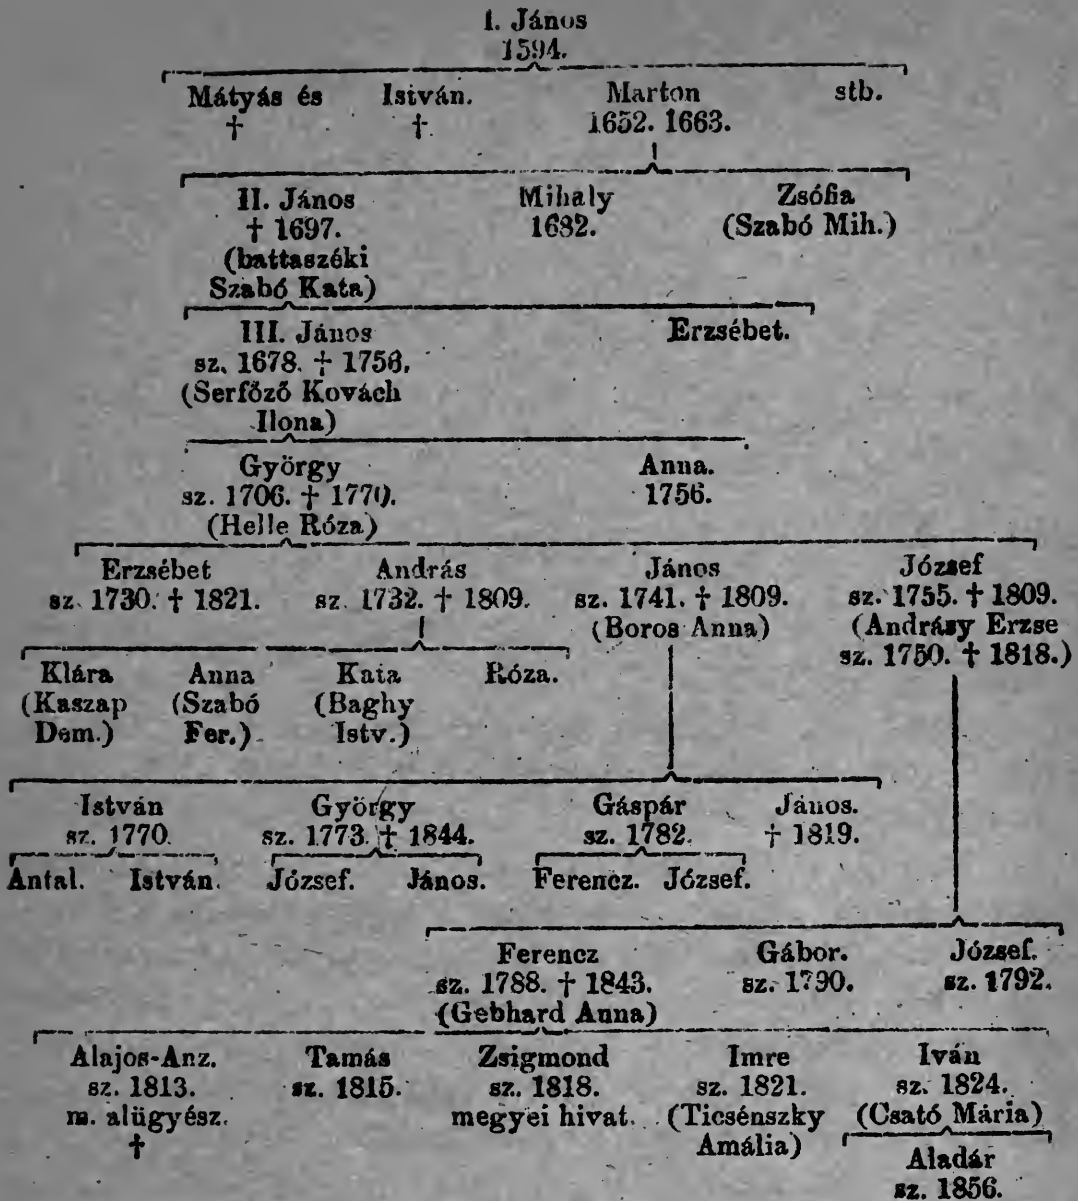 I. János
1594.
Mátyás és István. Marton stb.
† † 1652. 1663.
II. János Mihaly Zsófia
† 1697. 1682. (Szabó Mih.)
(battaszéki
Szabó Kata)
III. János Erzsébet.
sz. 1678. † 1756.
(Serfőző Kovách
Ilona)
György Anna.
sz. 1706. † 1770. 1756.
(Helle Róza)
Erzsébet András János József
sz. 1730. † 1821. sz. 1732. † 1809. sz. 1741. † 1809. sz. 1755. † 1809.
(Boros Anna) (Andrásy Erzse
sz. 1750. † 1818.)
Klára Anna Kata Róza.
(Kaszap (Szabó (Baghy
Dem.) Fer.) Istv.)
István György Gáspár János.
sz. 1770. sz. 1773. † 1844. sz. 1782. † 1819.
Antal. István. József. János. Ferencz. József.
Ferencz Gábor. József.
sz. 1788. † 1843. sz. 1790. sz. 1792.
(Gebhard Anna)
Alajos-Anz. Tamás Zsigmond Imre Iván
sz. 1813. sz. 1815. sz. 1818. sz. 1821. sz. 1824.
m. alügyész. megyei hivat. (Ticsénszky (Csató Mária)
† Amália) Aladár
sz. 1856.